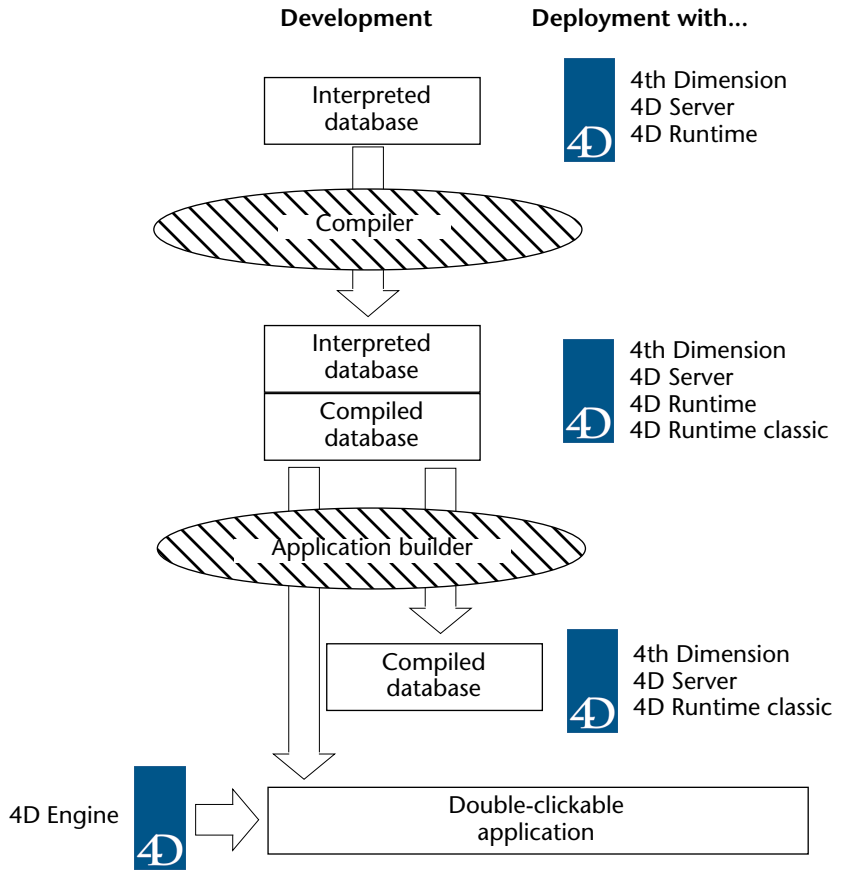 Development
Deployment with...
Interpreted
database
4th Dimension
4D Server
4D Runtime
4D
Compiler
Interpreted
database
Compiled
database
4th Dimension
4D Server
4D Runtime
4D Runtime classic
4D
Application builder
Compiled
database
4th Dimension
4D Server
4D Runtime classic
4D
4D Engine
4D
Double-clickable
application